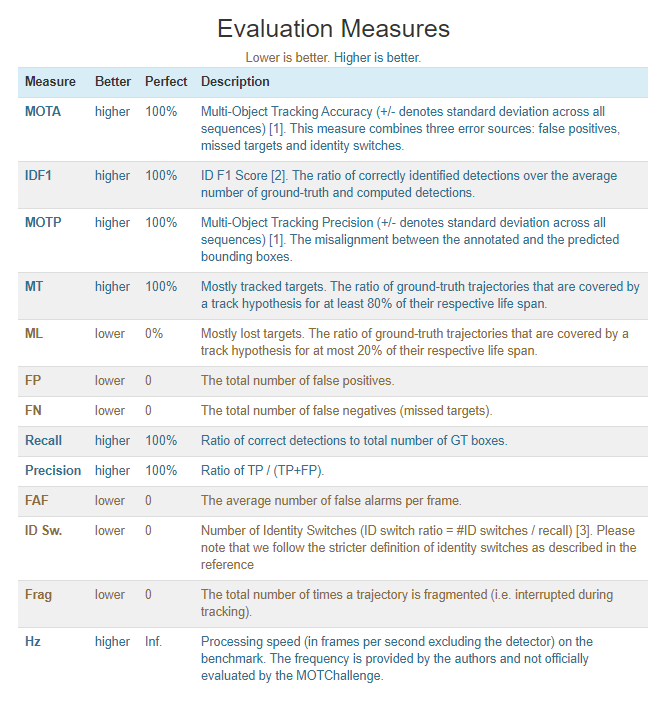 Evaluation Measures
Lower is better. Higher is better.
Measure Better Perfect Description
MOTA higher 100% Multi-Object Tracking Accuracy (+/- denotes standard deviation across all
sequences) [1]. This measure combines three error sources: false positives,
missed targets and identity switches.
IDF1 higher 100% ID F1 Score [2]. The ratio of correctly identified detections over the average
number of ground-truth and computed detections.
MOTP higher 100% Multi-Object Tracking Precision (+/- denotes standard deviation across all
sequences) [1]. The misalignment between the annotated and the predicted
bounding boxes.
MT higher 100% Mostly tracked targets. The ratio of ground-truth trajectories that are covered by
a track hypothesis for at least 80% of their respective life span.
ML lower 0% Mostly lost targets. The ratio of ground-truth trajectories that are covered by a
track hypothesis for at most 20% of their respective life span.
FP lower 0 The total number of false positives.
FN lower 0 The total number of false negatives (missed targets).
Recall higher 100% Ratio of correct detections to total number of GT boxes.
Precision higher 100% Ratio of TP / (TP+FP).
FAF lower 0 The average number of false alarms per frame.
ID Sw. lower 0 Number of Identity Switches (ID switch ratio = #ID switches / recall) [3]. Please
note that we follow the stricter definition of identity switches as described in the
reference
Frag lower 0 The total number of times a trajectory is fragmented (i.e. interrupted during
tracking).
Hz higher Inf. Processing speed (in frames per second excluding the detector) on the
benchmark. The frequency is provided by the authors and not officially
evaluated by the MOTChallenge.